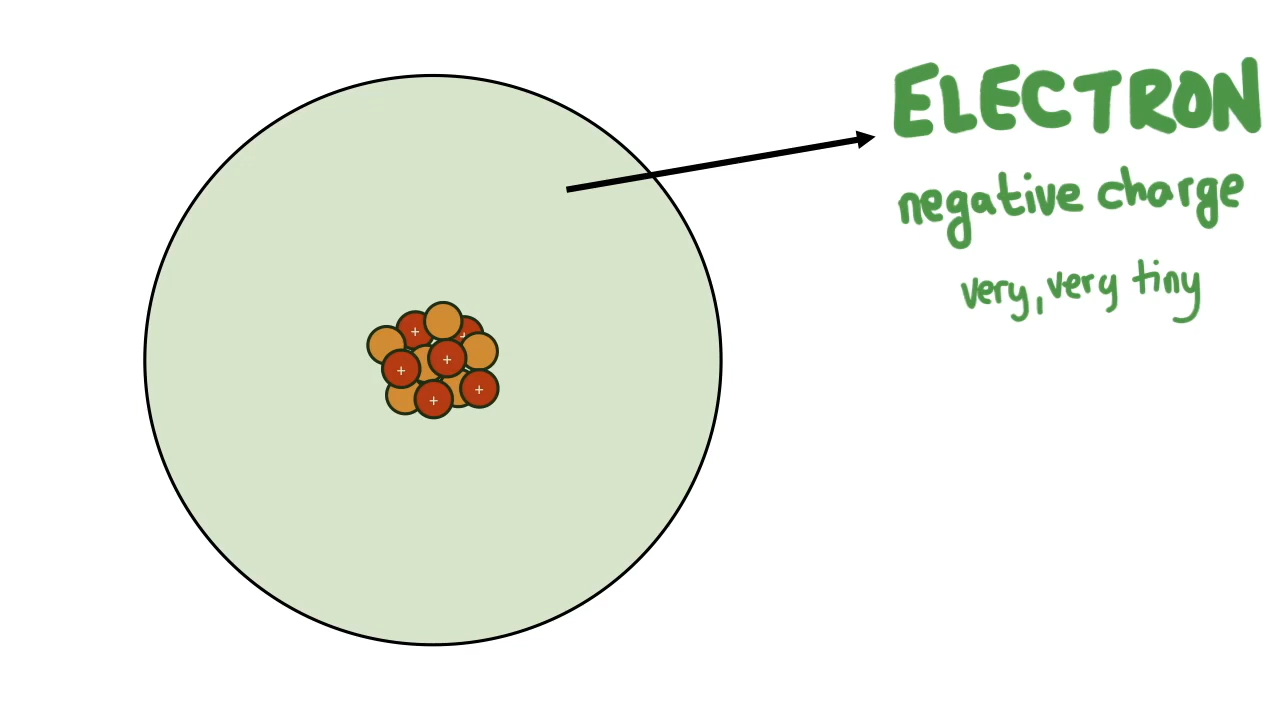 ELECTRON
negative charge
very, very tiny
+
+
+
+
+
+